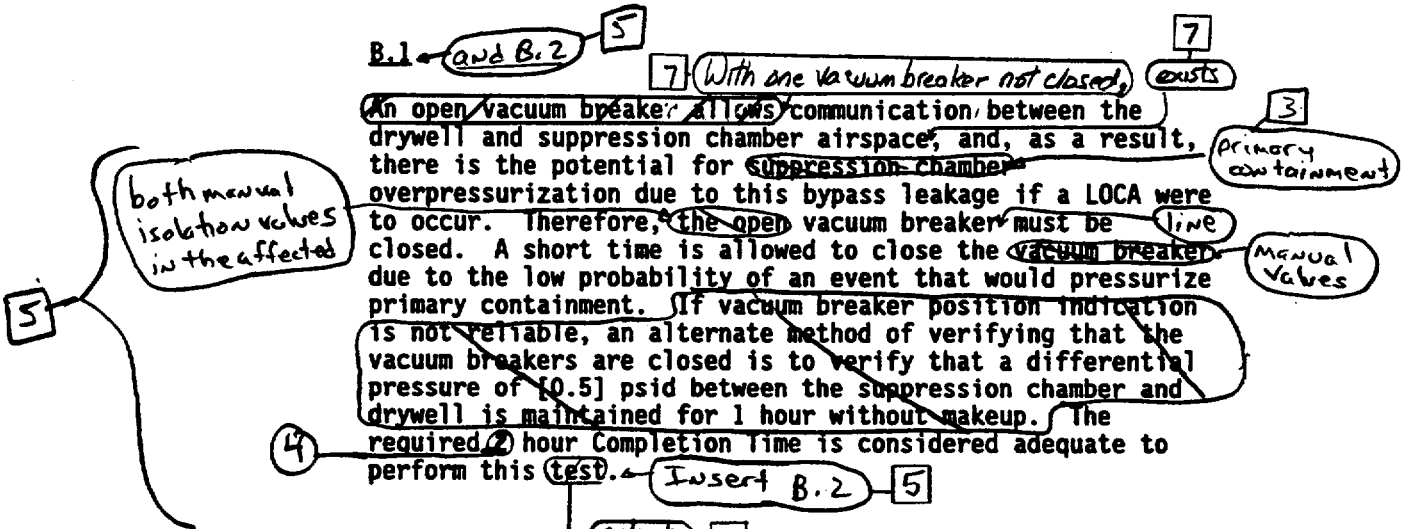 B.1 and B.2 5
7 With one vacuum breaker not closed, exists 7
An open vacuum breaker allows communication between the
drywell and suppression chamber airspace, and, as a result, 3
there is the potential for suppression chamber primary containment
overpressurization due to this bypass leakage if a LOCA were
both manual isolation valves in the affected
to occur. Therefore, the open vacuum breaker must be line
closed. A short time is allowed to close the vacuum breaker manual valves
due to the low probability of an event that would pressurize
5 primary containment. If vacuum breaker position indication
is not reliable, an alternate method of verifying that the
vacuum breakers are closed is to verify that a differential
pressure of [0.5] psid between the suppression chamber and
drywell is maintained for 1 hour without makeup. The
4 required 2 hour Completion Time is considered adequate to
perform this test. Insert B.2 5